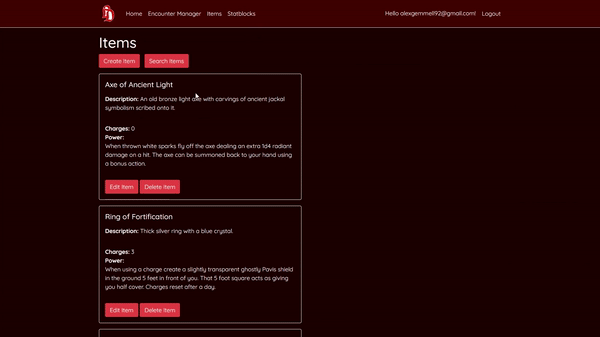 Home Encounter Manager Items Statblocks Hello alexgemmell92@gmail.com! Logout
Items
Create Item Search Items
Axe of Ancient Light
Description: An old bronze light axe with carvings of ancient jackal
symbolism scribed onto it.
Charges: 0
Power:
When thrown white sparks fly off the axe dealing an extra 1d4 radiant
damage on a hit. The axe can be summoned back to your hand using
a bonus action.
Edit Item Delete Item
Ring of Fortification
Description: Thick silver ring with a blue crystal.
Charges: 3
Power:
When using a charge create a slightly transparent ghostly Pavis shield
in the ground 5 feet in front of you. That 5 foot square acts as giving
you half cover. Charges reset after a day.
Edit Item Delete Item